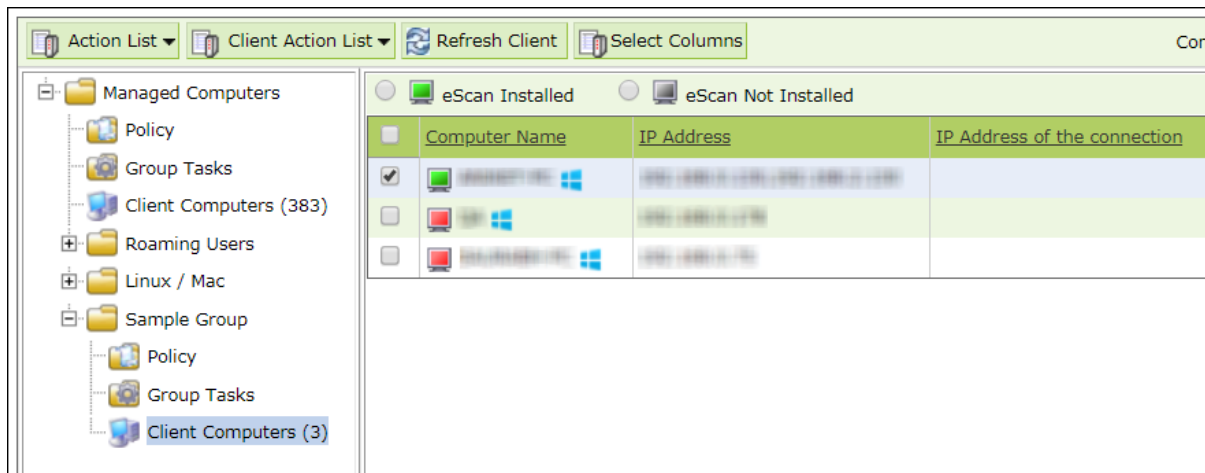 Action List Client Action List Refresh Client Select Columns Cor
Managed Computers
Policy
Group Tasks
Client Computers (383)
Roaming Users
Linux / Mac
Sample Group
Policy
Group Tasks
Client Computers (3)
eScan Installed eScan Not Installed
Computer Name IP Address IP Address of the connection